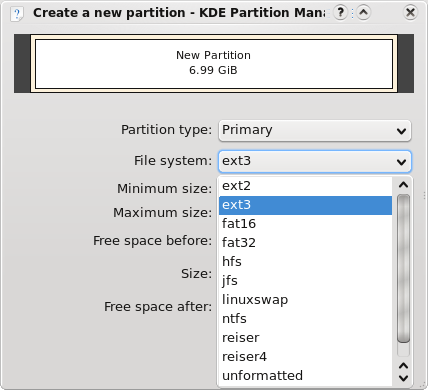 Create a new partition - KDE Partition Mana
New Partition
6.99 GiB
Partition type: Primary
File system: ext3
Minimum size:
Maximum size:
Free space before:
Size:
Free space after:
ext2
ext3
fat16
fat32
hfs
jfs
linuxswap
ntfs
reiser
reiser4
unformatted